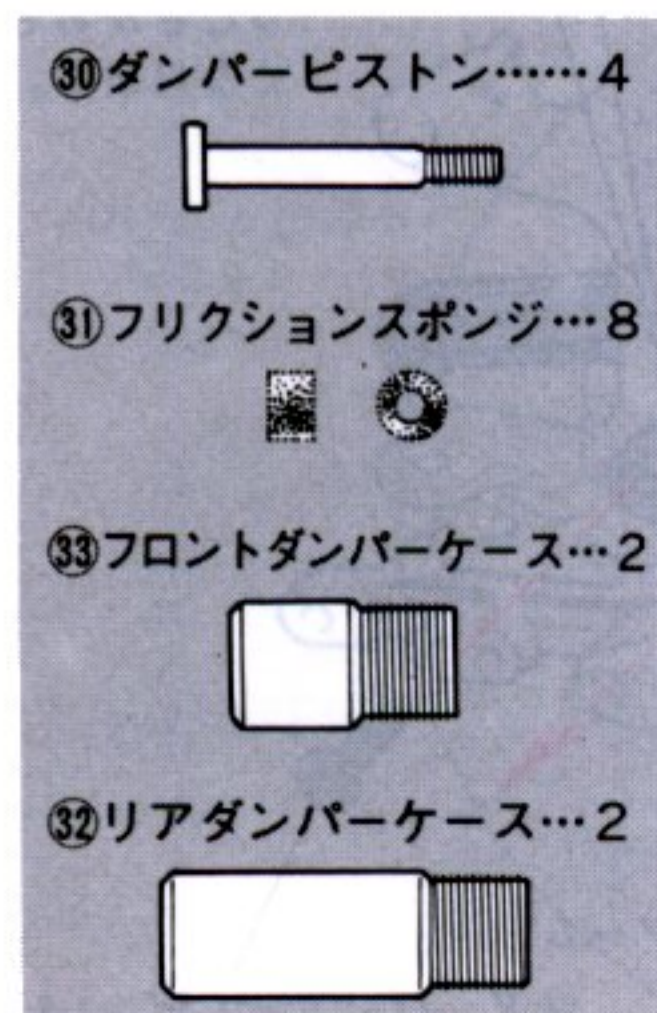 ㉚ダンパーピストン……4
㉛フリクションスポンジ…8
㉝フロントダンパーケース…2
㉜リアダンパーケース…2